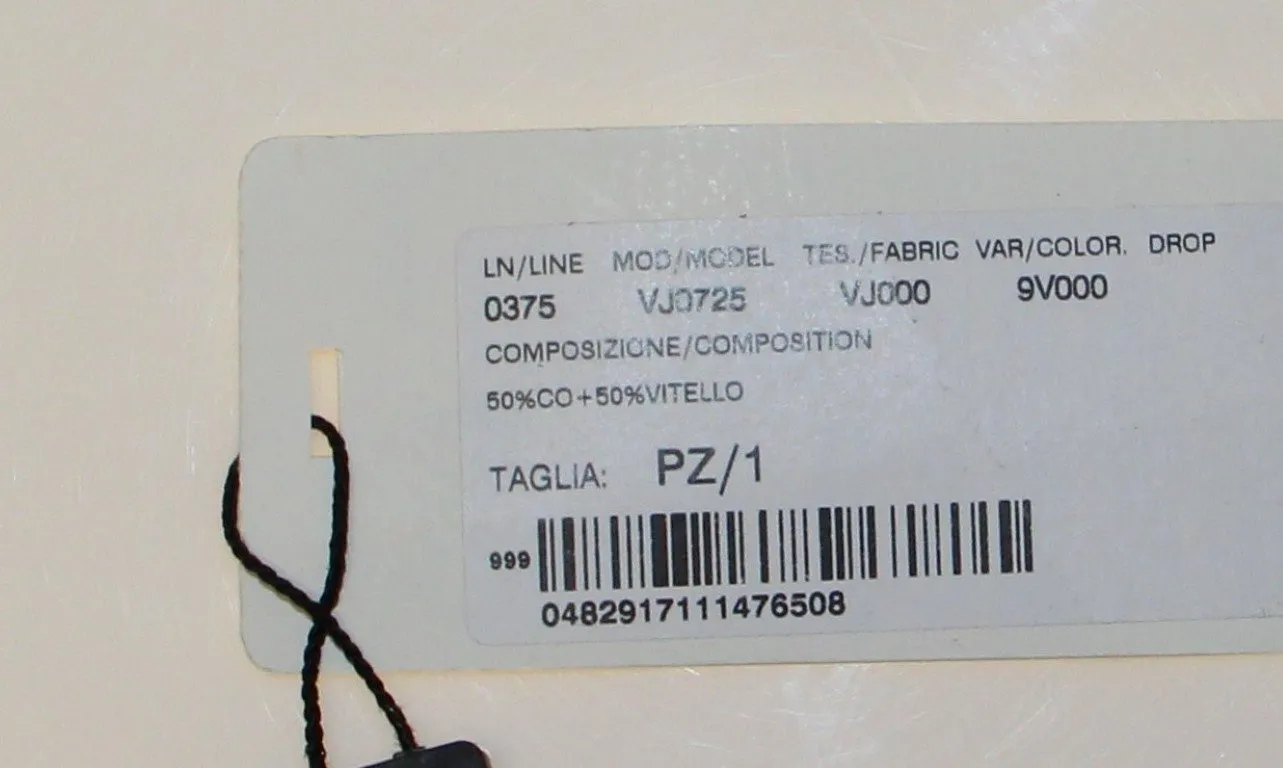 LN/LINE MOD/MODEL TES./FABRIC VAR/COLOR. DROP
0375 VJ0725 VJ000 9V000
COMPOSIZIONE/COMPOSITION
50%CO+50%VITELLO
TAGLIA: PZ/1
999
0482917111476508